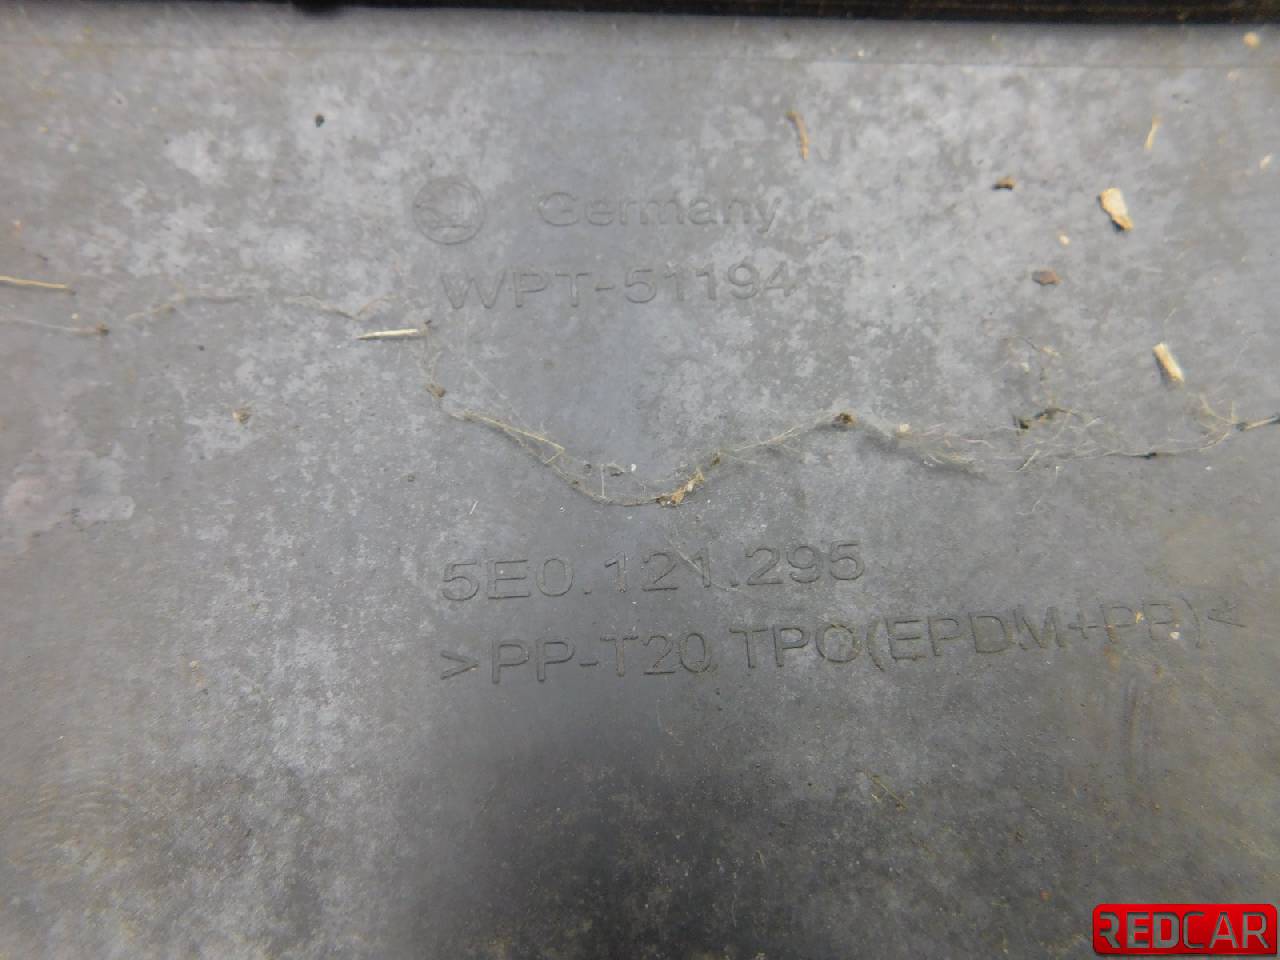 Germany
WPT-51194
5E0.121.295
>PP-T20, TPO(EPDM+PP)<
REDCAR